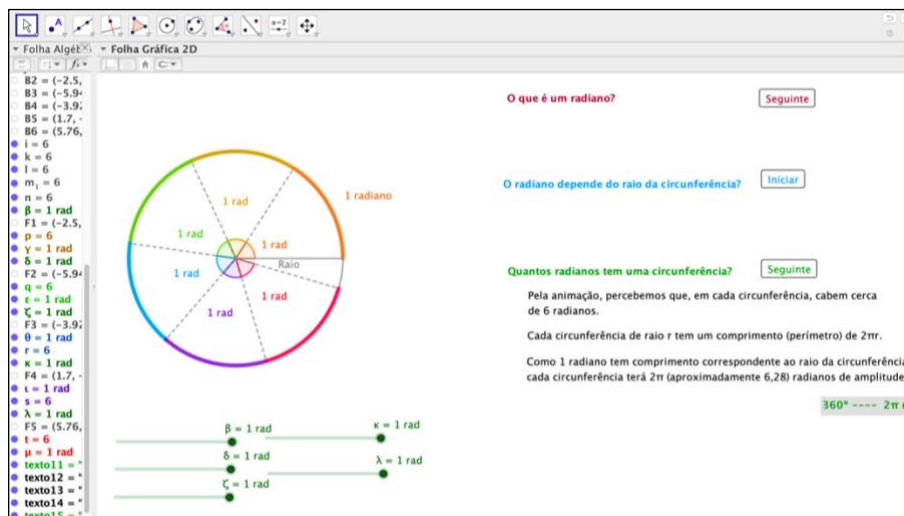 Folha Algéb
Folha Gráfica 2D
B2 = (-2.5,
B3 = (-5.9
B4 = (-3.92
B5 = (1.7, -
B6 = (5.76,
i = 6
k = 6
l = 6
m₁ = 6
n = 6
β = 1 rad
F1 = (-2.5,
p = 6
γ = 1 rad
δ = 1 rad
F2 = (-5.9
q = 6
ε = 1 rad
ζ = 1 rad
F3 = (-3.92
θ = 1 rad
r = 6
κ = 1 rad
F4 = (1.7, -
ι = 1 rad
s = 6
λ = 1 rad
F5 = (5.76,
t = 6
μ = 1 rad
texto11 = "
texto12 = "
texto13 = "
texto14 = "
texto15 = "
1 radiano
1 rad
1 rad
1 rad
1 rad
Raio
1 rad
1 rad
β = 1 rad
κ = 1 rad
δ = 1 rad
λ = 1 rad
ζ = 1 rad
O que é um radiano?
Seguinte
O radiano depende do raio da circunferência?
Iniciar
Quantos radianos tem uma circunferência?
Seguinte
Pela animação, percebemos que, em cada circunferência, cabem cerca
de 6 radianos.
Cada circunferência de raio r tem um comprimento (perímetro) de 2πr.
Como 1 radiano tem comprimento correspondente ao raio da circunferência
cada circunferência terá 2π (aproximadamente 6,28) radianos de amplitude
360° ---- 2π